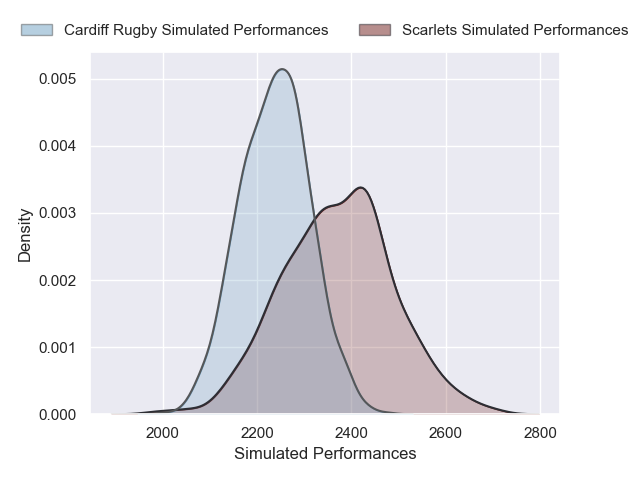 Cardiff Rugby Simulated Performances
Scarlets Simulated Performances
0.005
0.004
0.003
0.002
0.001
0.000
Density
2000
2200
2400
2600
2800
Simulated Performances